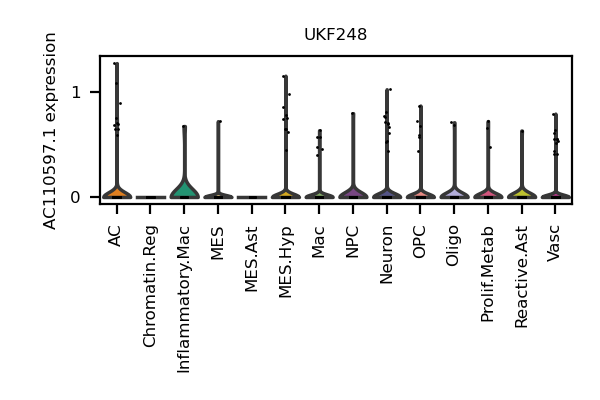 UKF248
AC110597.1 expression
1
0
AC
Chromatin.Reg
Inflammatory.Mac
MES
MES.Ast
MES.Hyp
Mac
NPC
Neuron
OPC
Oligo
Prolif.Metab
Reactive.Ast
Vasc